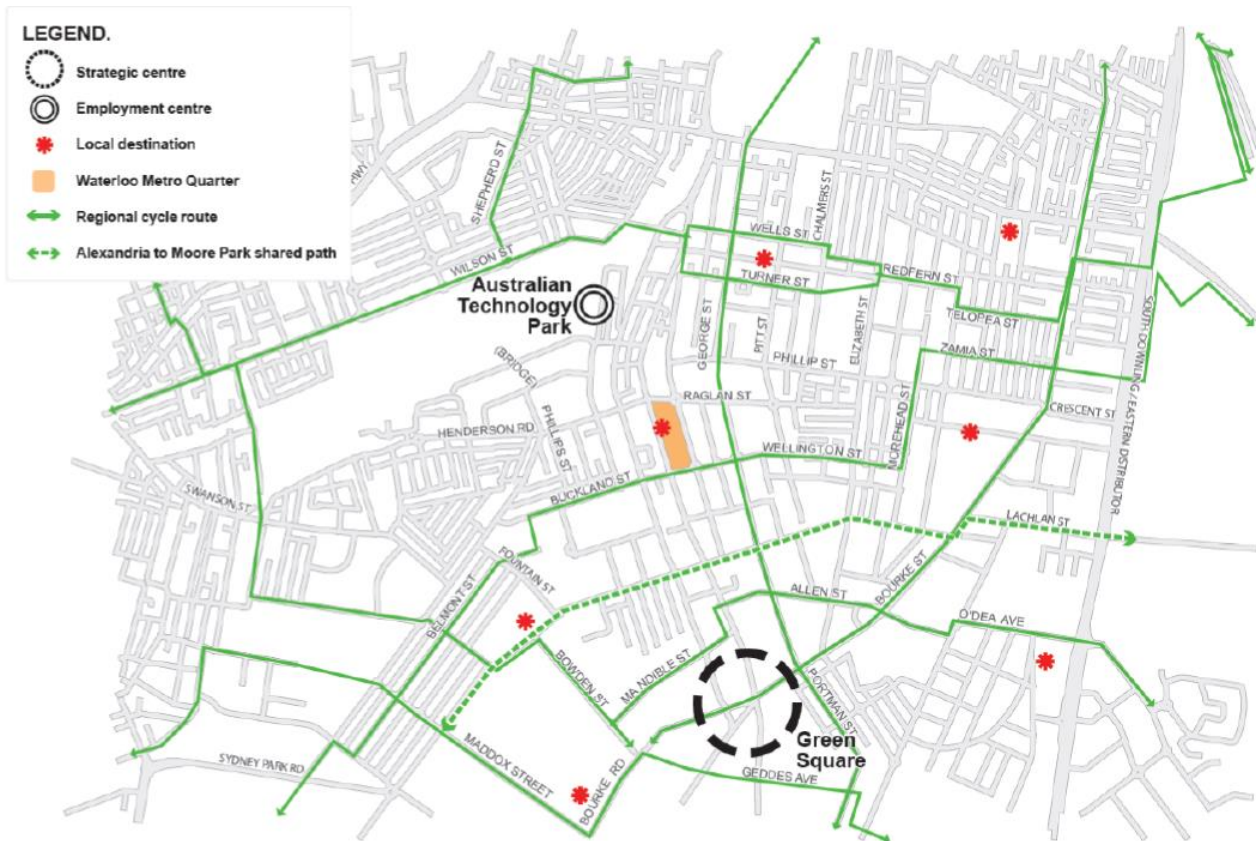 LEGEND.
Strategic centre
Employment centre
Local destination
Waterloo Metro Quarter
Regional cycle route
Alexandria to Moore Park shared path
HWY
SHEPHERD ST
WILSON ST
WELLS ST
CHALMERS ST
TURNER ST
REDFERN ST
TELOPEA ST
ZAMIA ST
SOUTH DOWLING / EASTERN DISTRIBUTOR
Australian
Technology
Park
GEORGE ST
PITT ST
ELIZABETH ST
PHILLIP ST
(BRIDGE)
RAGLAN ST
CRESCENT ST
PHILLIPS ST
HENDERSON RD
MOREHEAD ST
WELLINGTON ST
BUCKLAND ST
SWANSON ST
LACHLAN ST
FOUNTAIN ST
BELMONT ST
BOURKE ST
ALLEN ST
O'DEA AVE
BOWDEN ST
MANDIBLE ST
PORTMAN ST
Green
Square
SYDNEY PARK RD
MADDOX STREET
BOURKE RD
GEDDES AVE